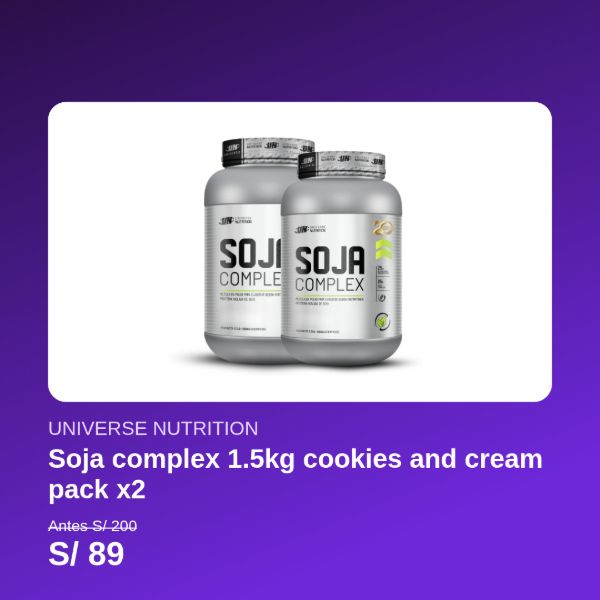 SOJA
COMPLEX
SOJA
COMPLEX
UNIVERSE NUTRITION
Soja complex 1.5kg cookies and cream
pack x2
Antes S/ 200
S/ 89